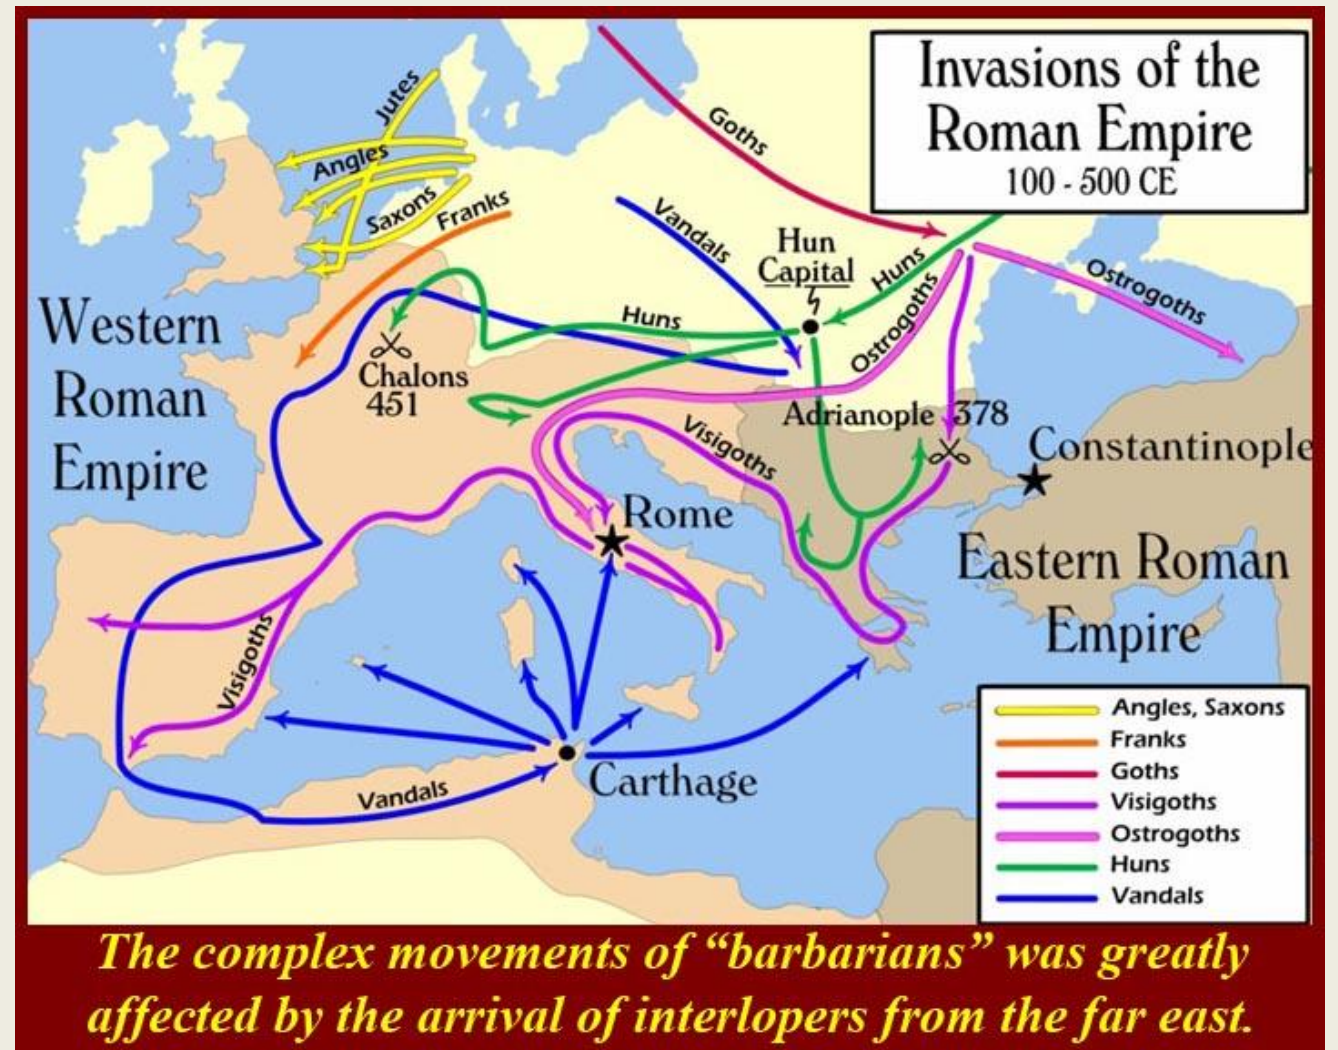 Invasions of the
Roman Empire
100 - 500 CE
Jutes
Angles
Saxons
Franks
Goths
Vandals
Hun
Capital
Huns
Ostrogoths
Ostrogoths
Huns
Western
Roman
Empire
Chalons
451
Adrianople 378
Constantinople
Visigoths
Rome
Eastern Roman
Empire
Visigoths
Carthage
Vandals
Angles, Saxons
Franks
Goths
Visigoths
Ostrogoths
Huns
Vandals
The complex movements of “barbarians” was greatly
affected by the arrival of interlopers from the far east.